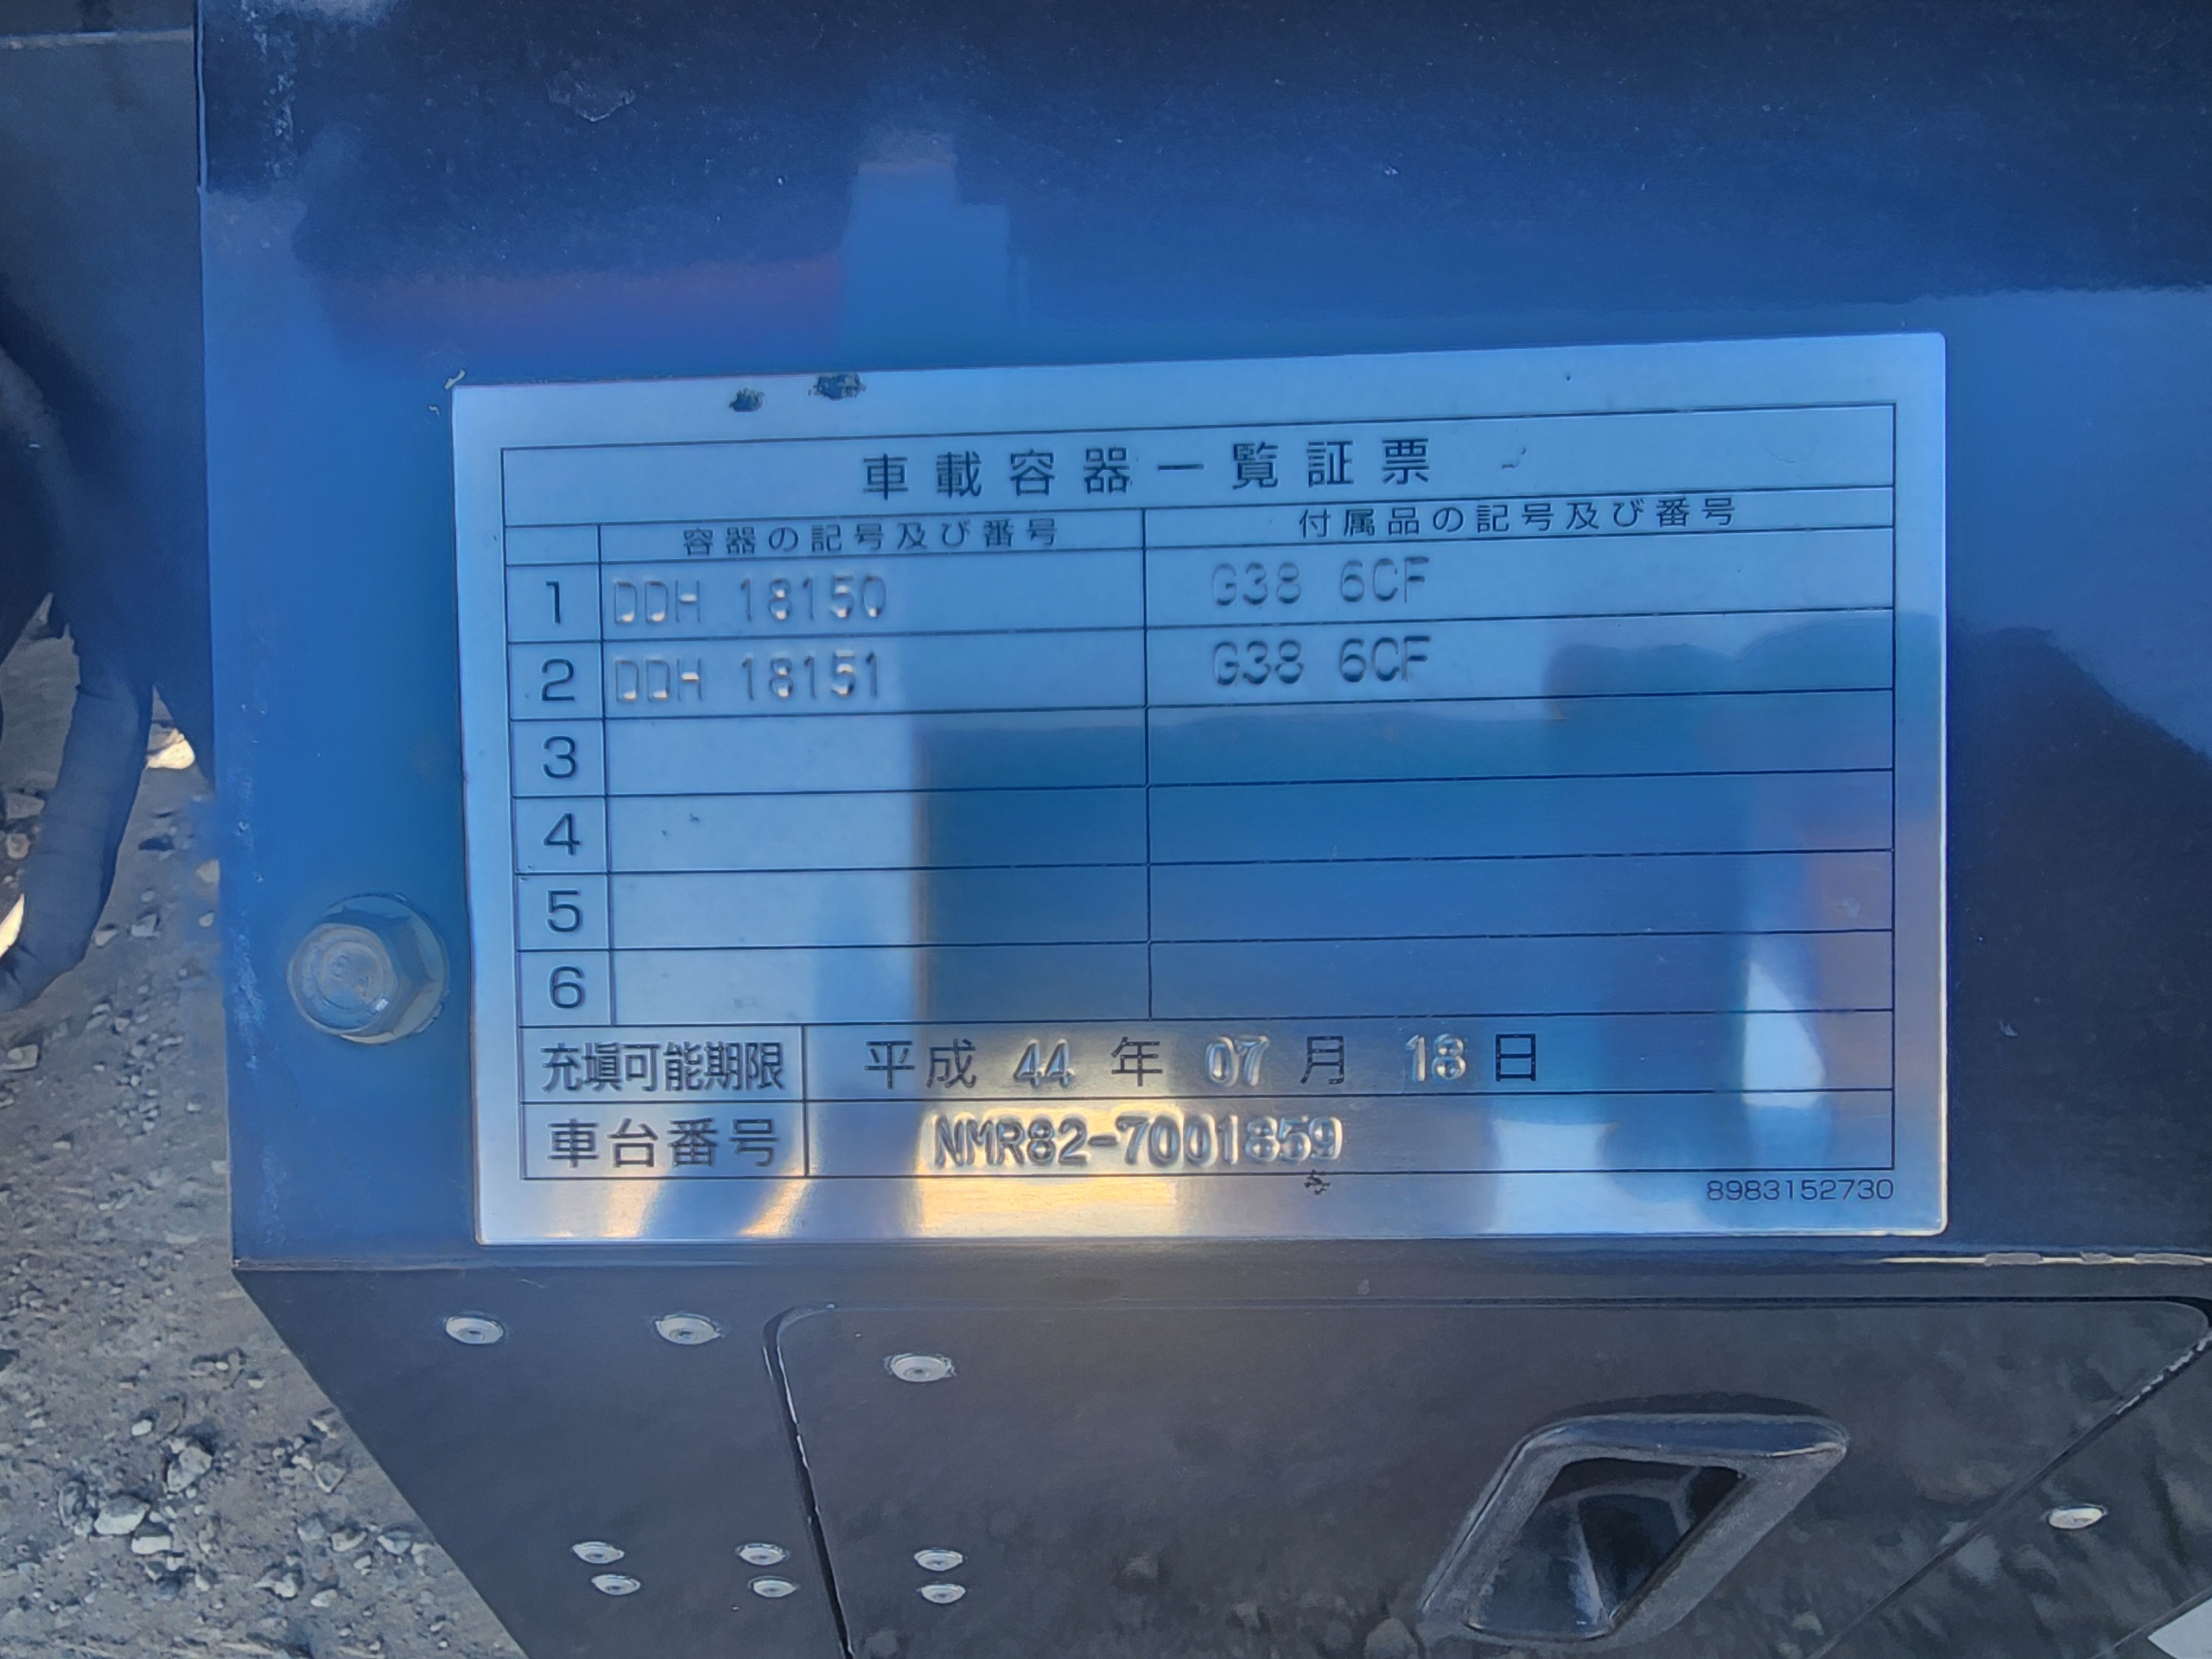 車載容器一覧証票
容器の記号及び番号 付属品の記号及び番号
1 DDH 18150 G38 6CF
2 DDH 18151 G38 6CF
3
4
5
6
充塡可能期限 平成 44 年 07 月 18 日
車台番号 NMR82-7001859
8983152730